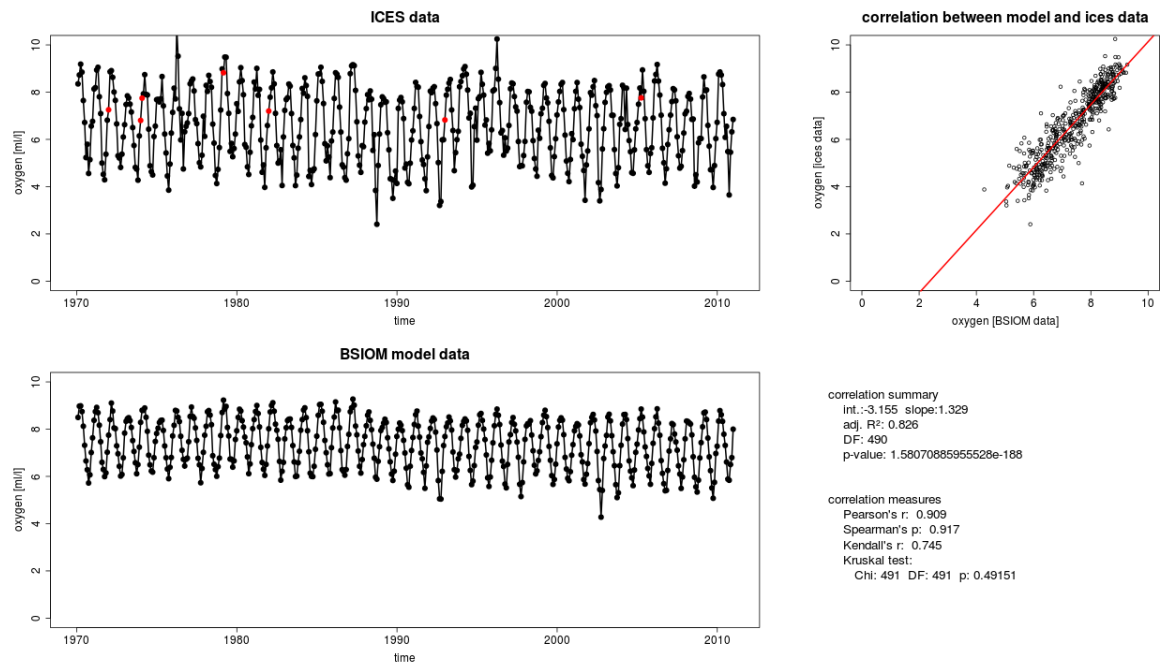 ICES data
10
8
6
4
2
0
oxygen [ml/l]
1970
1980
1990
2000
2010
time
correlation between model and ices data
10
8
6
4
2
0
oxygen [ices data]
0
2
4
6
8
10
oxygen [BSIOM data]
BSIOM model data
10
8
6
4
2
0
oxygen [ml/l]
1970
1980
1990
2000
2010
time
correlation summary
int.:-3.155 slope:1.329
adj. R²: 0.826
DF: 490
p-value: 1.58070885955528e-188
correlation measures
Pearson's r: 0.909
Spearman's p: 0.917
Kendall's r: 0.745
Kruskal test:
Chi: 491 DF: 491 p: 0.49151